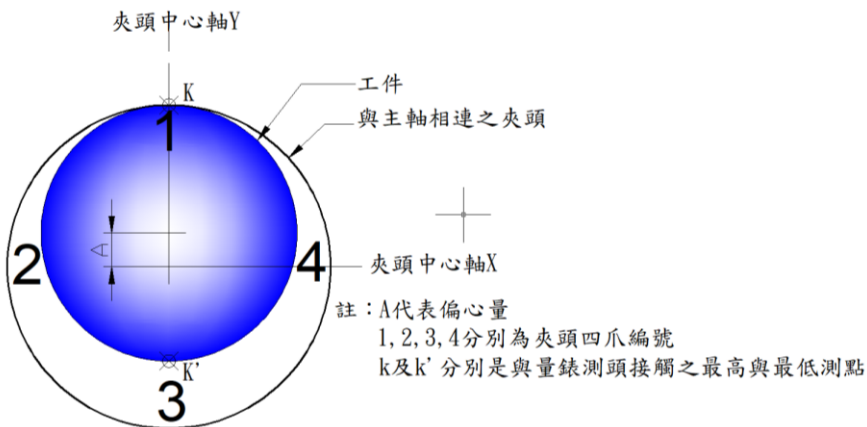 夾頭中心軸Y
K
工件
1
與主軸相連之夾頭
A
2
4
夾頭中心軸X
註：A代表偏心量
1,2,3,4分別為夾頭四爪編號
k及k'分別是與量錶測頭接觸之最高與最低測點
K'
3